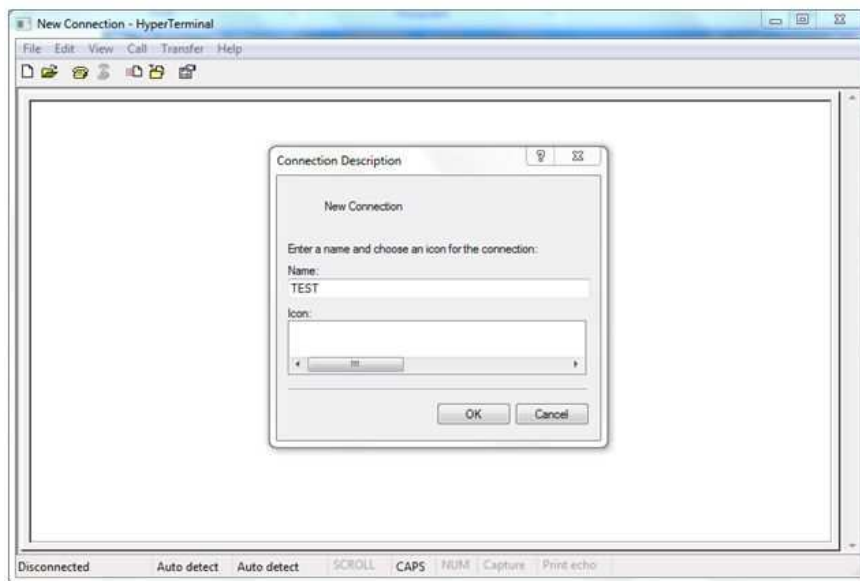 New Connection - HyperTerminal
File Edit View Call Transfer Help
Connection Description
New Connection
Enter a name and choose an icon for the connection:
Name:
TEST
Icon:
OK Cancel
Disconnected Auto detect Auto detect SCROLL CAPS NUM Capture Print echo